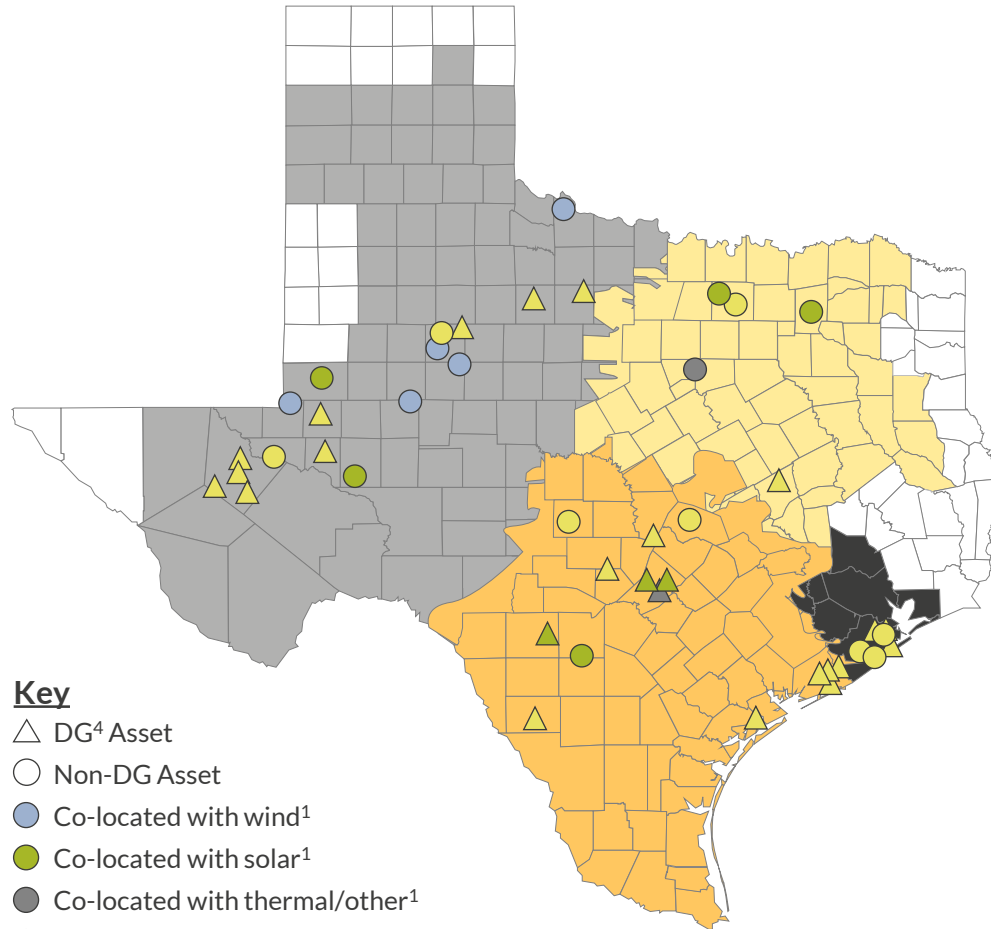 Key
DG⁴ Asset
Non-DG Asset
Co-located with wind¹
Co-located with solar¹
Co-located with thermal/other¹